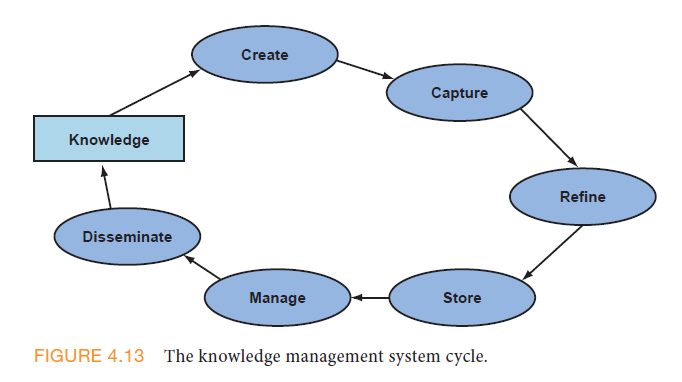 Create
Capture
Knowledge
Refine
Disseminate
Manage
Store
FIGURE 4.13 The knowledge management system cycle.